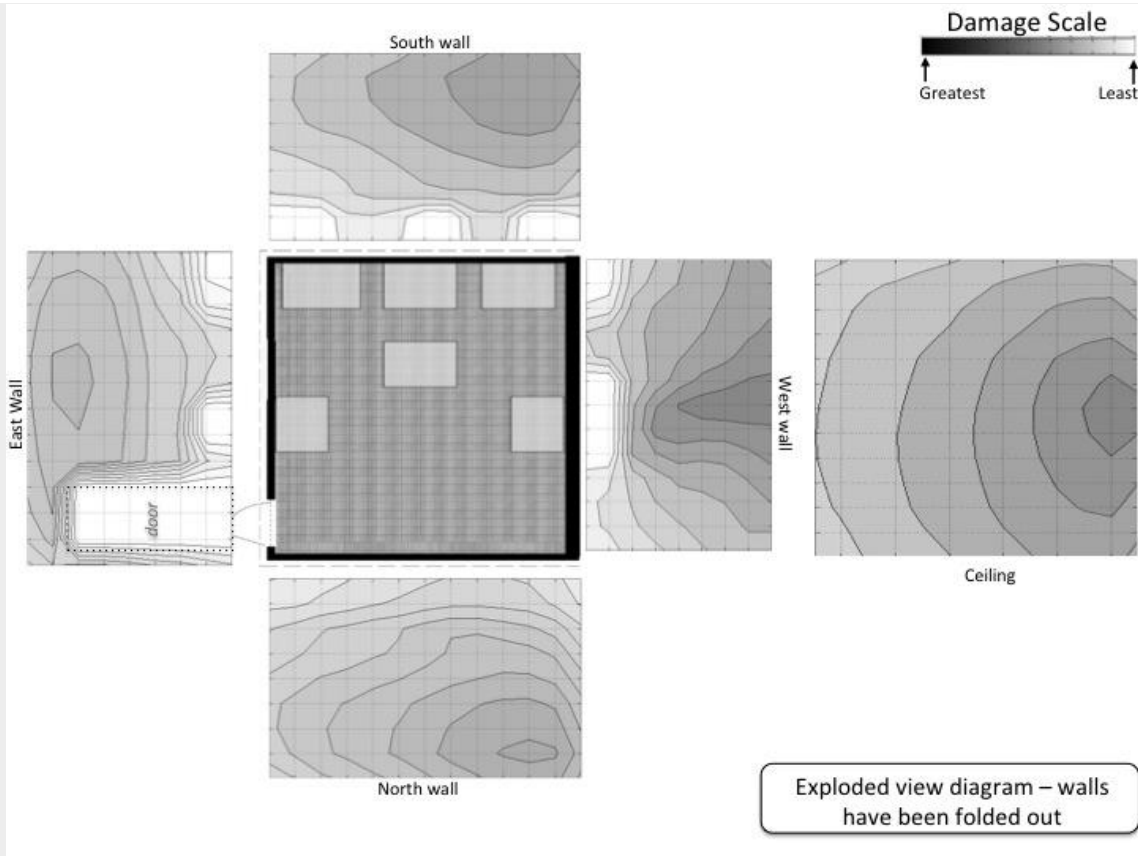 Damage Scale
Greatest
Least
South wall
East Wall
door
West wall
Ceiling
North wall
Exploded view diagram – walls
have been folded out